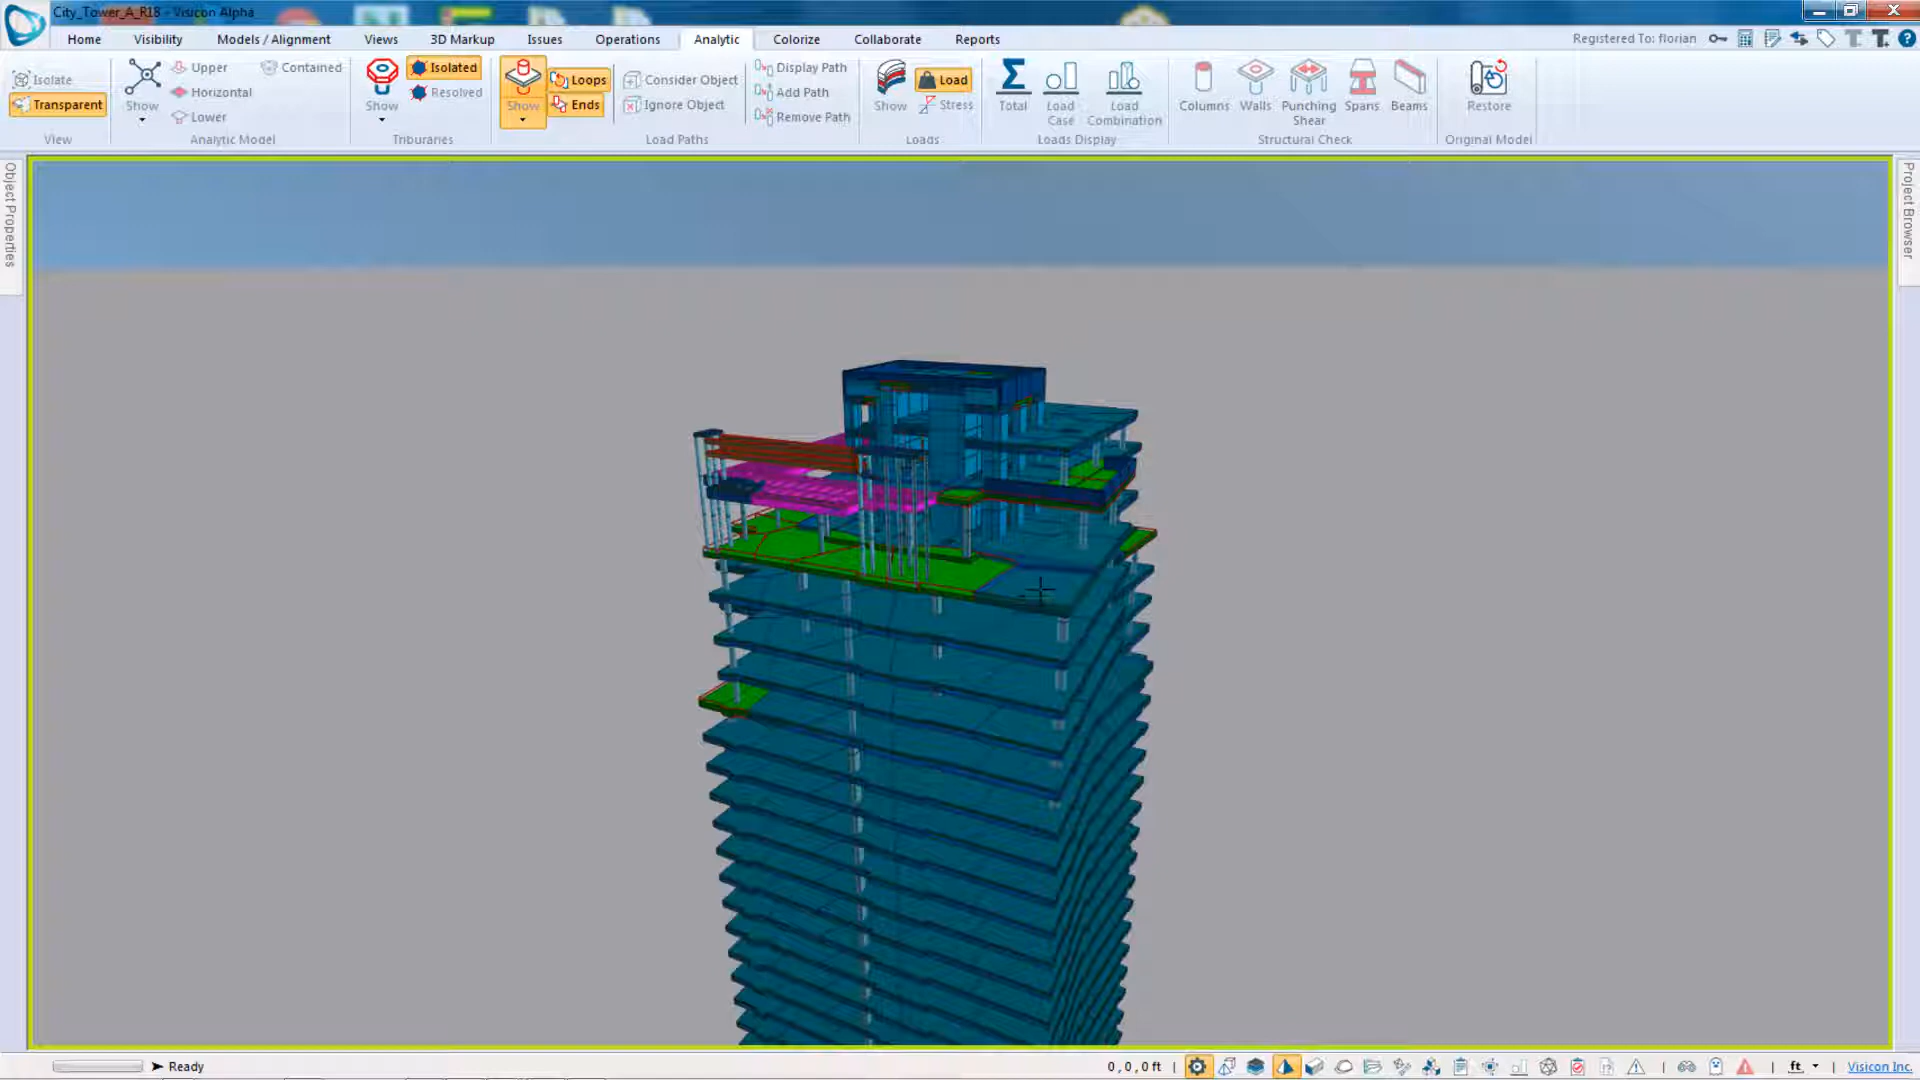 City_Tower_A_R18 - Visicon Alpha
Home Visibility Models / Alignment Views 3D Markup Issues Operations Analytic Colorize Collaborate Reports Registered To: florian
Isolate
Transparent
View
Show
Upper
Horizontal
Lower
Contained
Analytic Model
Show
Isolated
Resolved
Triburaries
Show
Loops
Ends
Consider Object
Ignore Object
Display Path
Add Path
Remove Path
Load Paths
Show
Load
Stress
Loads
Total
Load
Case
Load
Combination
Loads Display
Columns
Walls
Punching
Shear
Spans
Beams
Structural Check
Restore
Original Model
Object Properties
Project Browser
Ready
0, 0, 0 ft
ft
Visicon Inc.